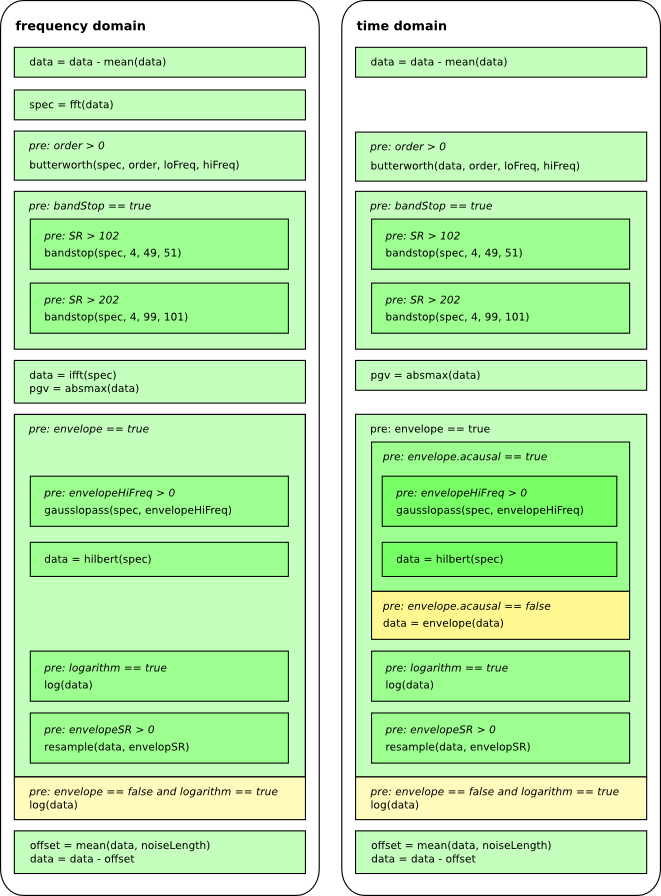 frequency domain
data = data - mean(data)
spec = fft(data)
pre: order > 0
butterworth(spec, order, loFreq, hiFreq)
pre: bandStop == true
pre: SR > 102
bandstop(spec, 4, 49, 51)
pre: SR > 202
bandstop(spec, 4, 99, 101)
data = ifft(spec)
pgv = absmax(data)
pre: envelope == true
pre: envelopeHiFreq > 0
gausslopass(spec, envelopeHiFreq)
data = hilbert(spec)
pre: logarithm == true
log(data)
pre: envelopeSR > 0
resample(data, envelopSR)
pre: envelope == false and logarithm == true
log(data)
offset = mean(data, noiseLength)
data = data - offset
time domain
data = data - mean(data)
pre: order > 0
butterworth(data, order, loFreq, hiFreq)
pre: bandStop == true
pre: SR > 102
bandstop(spec, 4, 49, 51)
pre: SR > 202
bandstop(spec, 4, 99, 101)
pgv = absmax(data)
pre: envelope == true
pre: envelope.acausal == true
pre: envelopeHiFreq > 0
gausslopass(spec, envelopeHiFreq)
data = hilbert(spec)
pre: envelope.acausal == false
data = envelope(data)
pre: logarithm == true
log(data)
pre: envelopeSR > 0
resample(data, envelopSR)
pre: envelope == false and logarithm == true
log(data)
offset = mean(data, noiseLength)
data = data - offset